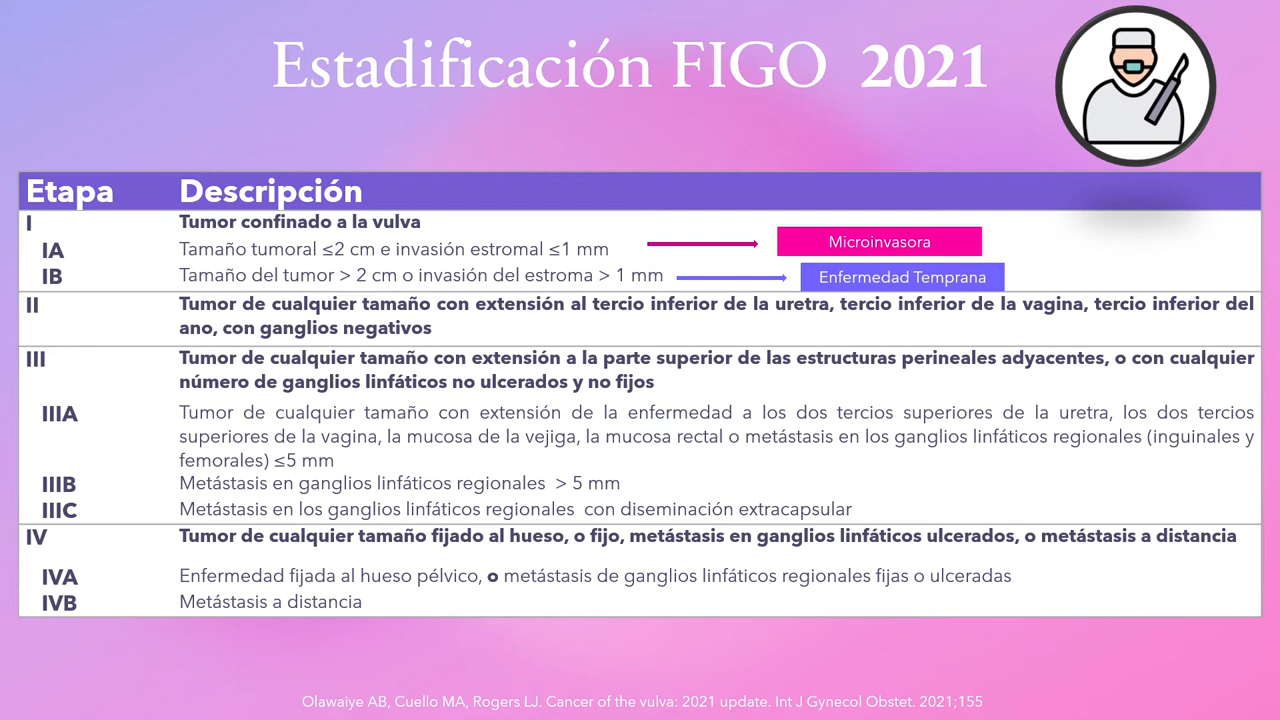 Estadificación FIGO 2021
Etapa Descripción
I Tumor confinado a la vulva
IA Tamaño tumoral ≤2 cm e invasión estromal ≤1 mm Microinvasora
IB Tamaño del tumor > 2 cm o invasión del estroma > 1 mm Enfermedad Temprana
II Tumor de cualquier tamaño con extensión al tercio inferior de la uretra, tercio inferior de la vagina, tercio inferior del
ano, con ganglios negativos
III Tumor de cualquier tamaño con extensión a la parte superior de las estructuras perineales adyacentes, o con cualquier
número de ganglios linfáticos no ulcerados y no fijos
IIIA Tumor de cualquier tamaño con extensión de la enfermedad a los dos tercios superiores de la uretra, los dos tercios
superiores de la vagina, la mucosa de la vejiga, la mucosa rectal o metástasis en los ganglios linfáticos regionales (inguinales y
femorales) ≤5 mm
IIIB Metástasis en ganglios linfáticos regionales > 5 mm
IIIC Metástasis en los ganglios linfáticos regionales con diseminación extracapsular
IV Tumor de cualquier tamaño fijado al hueso, o fijo, metástasis en ganglios linfáticos ulcerados, o metástasis a distancia
IVA Enfermedad fijada al hueso pélvico, o metástasis de ganglios linfáticos regionales fijas o ulceradas
IVB Metástasis a distancia
Olawaiye AB, Cuello MA, Rogers LJ. Cancer of the vulva: 2021 update. Int J Gynecol Obstet. 2021;155